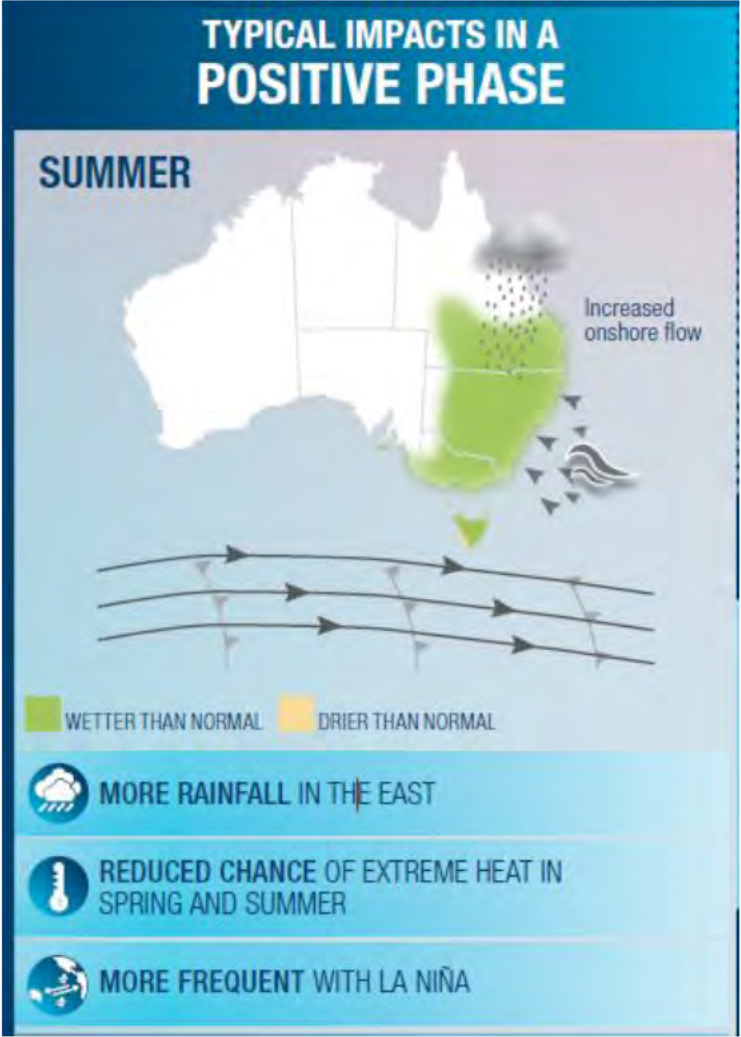 TYPICAL IMPACTS IN A
POSITIVE PHASE
SUMMER
Increased
onshore flow
WETTER THAN NORMAL
DRIER THAN NORMAL
MORE RAINFALL IN THE EAST
REDUCED CHANCE OF EXTREME HEAT IN
SPRING AND SUMMER
MORE FREQUENT WITH LA NIÑA